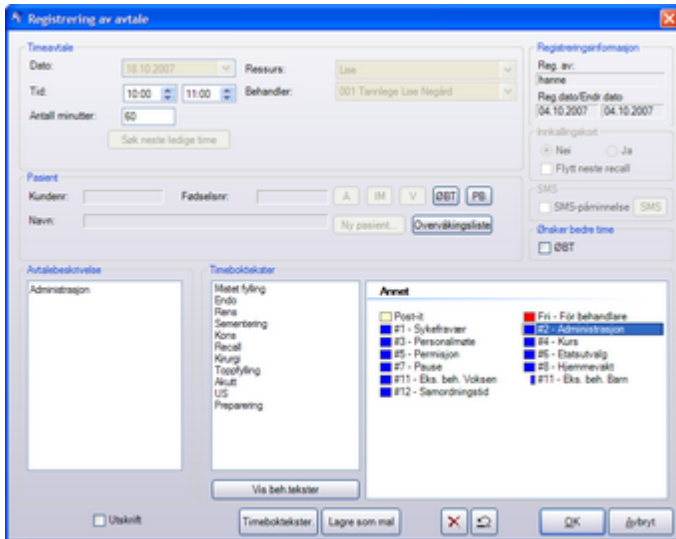 Registrering av avtale
Timeavtale
Dato: 18.10.2007 Ressurs: Lise
Tid: 10:00 11:00 Behandler: 001 Tannlege Lise Negård
Antall minutter: 60
Søk neste ledige time
Registreringsinformasjon
Reg. av:
hanne
Reg.dato/Endr.dato
04.10.2007 04.10.2007
Innkallingskort
Nei Ja
Flytt neste recall
Pasient
Kundenr: Fødselsnr: A IM V ØBT PB
Navn: Ny pasient... Overvåkingsliste
SMS
SMS-påminnelse SMS
Ønsker bedre time
ØBT
Avtalebeskrivelse
Administrasjon
Timeboktekster
Møtet fylling
Endo
Rens
Sementering
Kons
Recall
Kirurgi
Toppfylling
Akutt
US
Preparering
Vis beh.tekster
Annet
Post-it Fri - Fór behandlare
#1 - Sykefravær #2 - Administrasjon
#3 - Personalmøte #4 - Kurs
#5 - Permisjon #6 - Etatsutvalg
#7 - Pause #8 - Hjemmevakt
#11 - Eks. beh. Voksen #11 - Eks. beh. Barn
#12 - Samordningstid
Utskrift Timeboktekster. Lagre som mal OK Avbryt